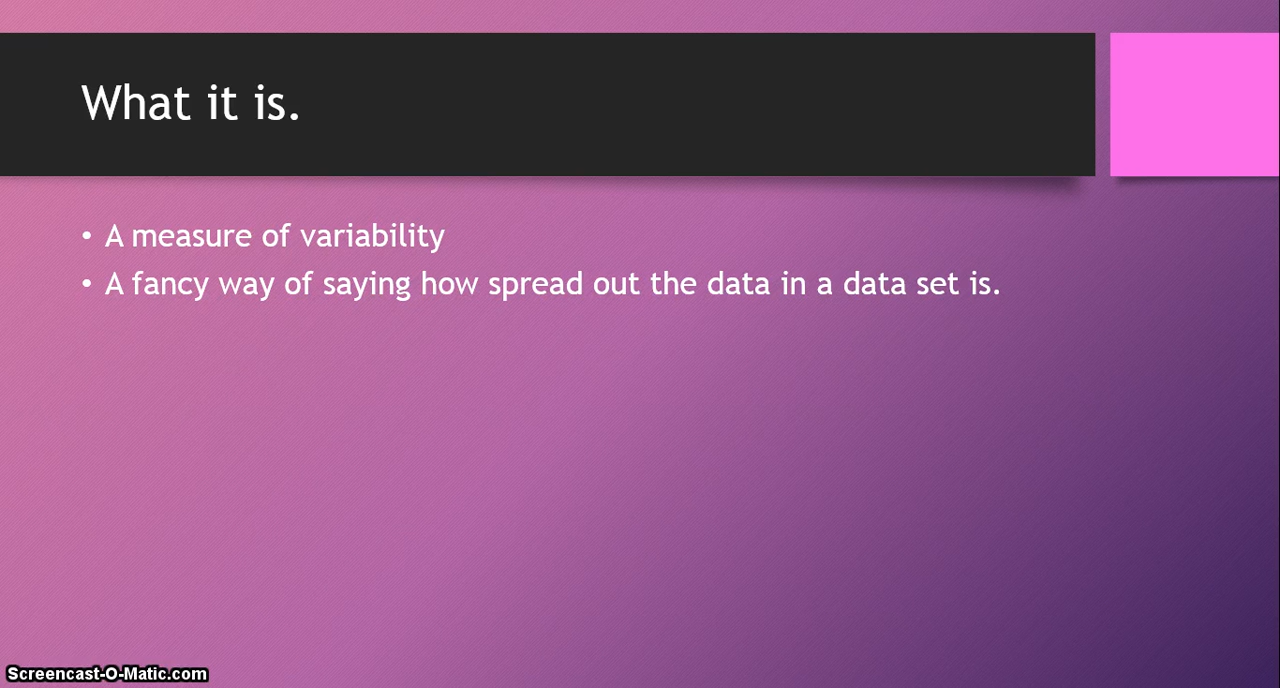 What it is.
• A measure of variability
• A fancy way of saying how spread out the data in a data set is.
Screencast-O-Matic.com